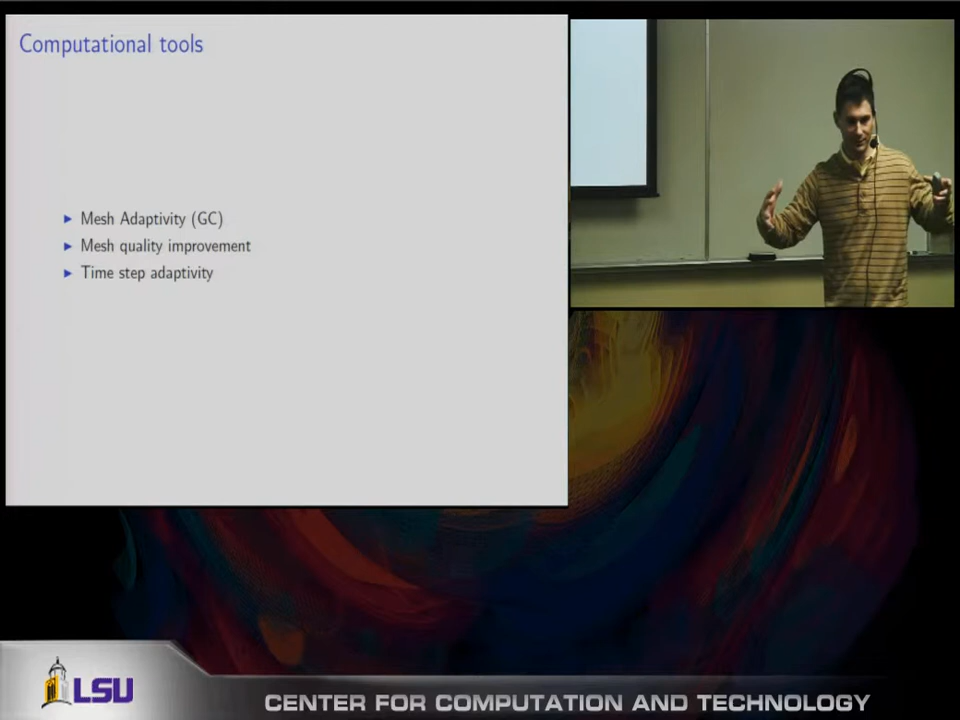 Computational tools
Mesh Adaptivity (GC)
Mesh quality improvement
Time step adaptivity
LSU
CENTER FOR COMPUTATION AND TECHNOLOGY